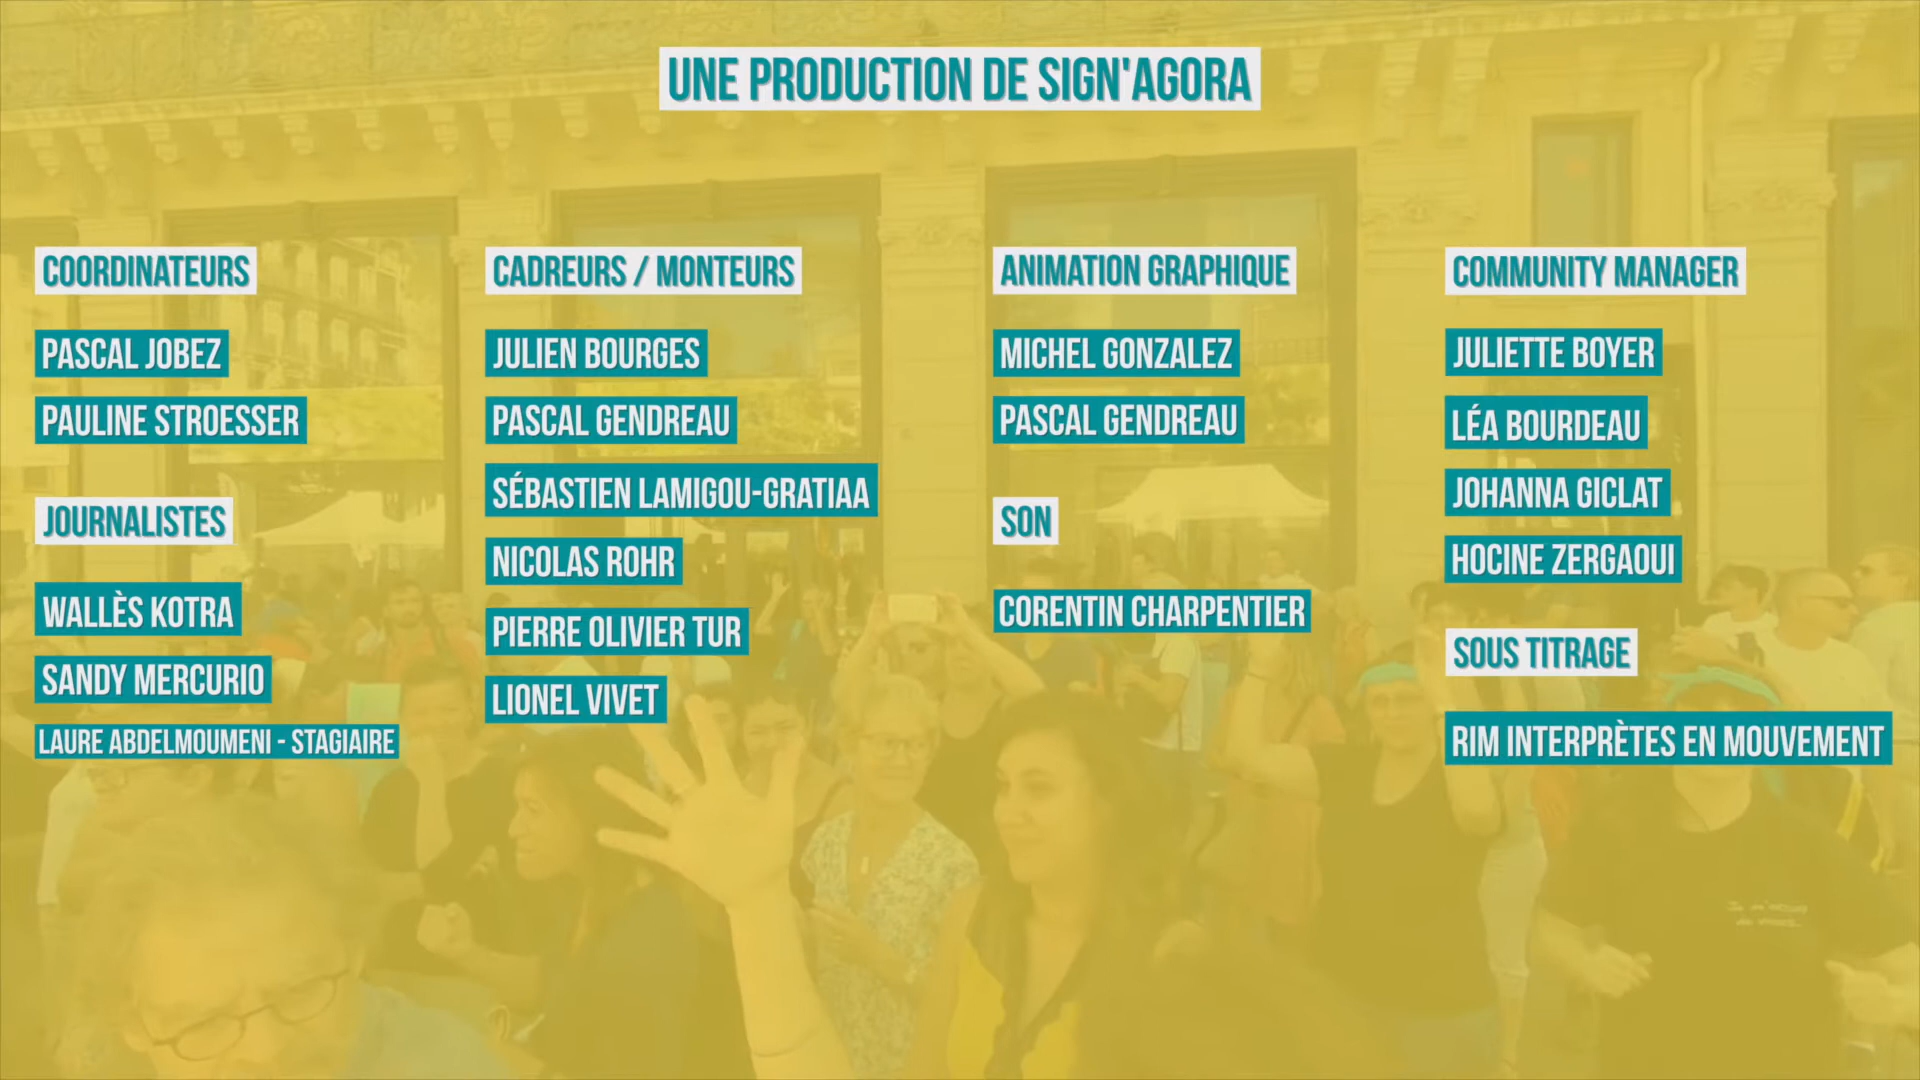 UNE PRODUCTION DE SIGN'AGORA
COORDINATEURS
PASCAL JOBEZ
PAULINE STROESSER
JOURNALISTES
WALLÈS KOTRA
SANDY MERCURIO
LAURE ABDELMOUMENI - STAGIAIRE
CADREURS / MONTEURS
JULIEN BOURGES
PASCAL GENDREAU
SÉBASTIEN LAMIGOU-GRATIAA
NICOLAS ROHR
PIERRE OLIVIER TUR
LIONEL VIVET
ANIMATION GRAPHIQUE
MICHEL GONZALEZ
PASCAL GENDREAU
SON
CORENTIN CHARPENTIER
COMMUNITY MANAGER
JULIETTE BOYER
LÉA BOURDEAU
JOHANNA GICLAT
HOCINE ZERGAOUI
SOUS TITRAGE
RIM INTERPRÈTES EN MOUVEMENT